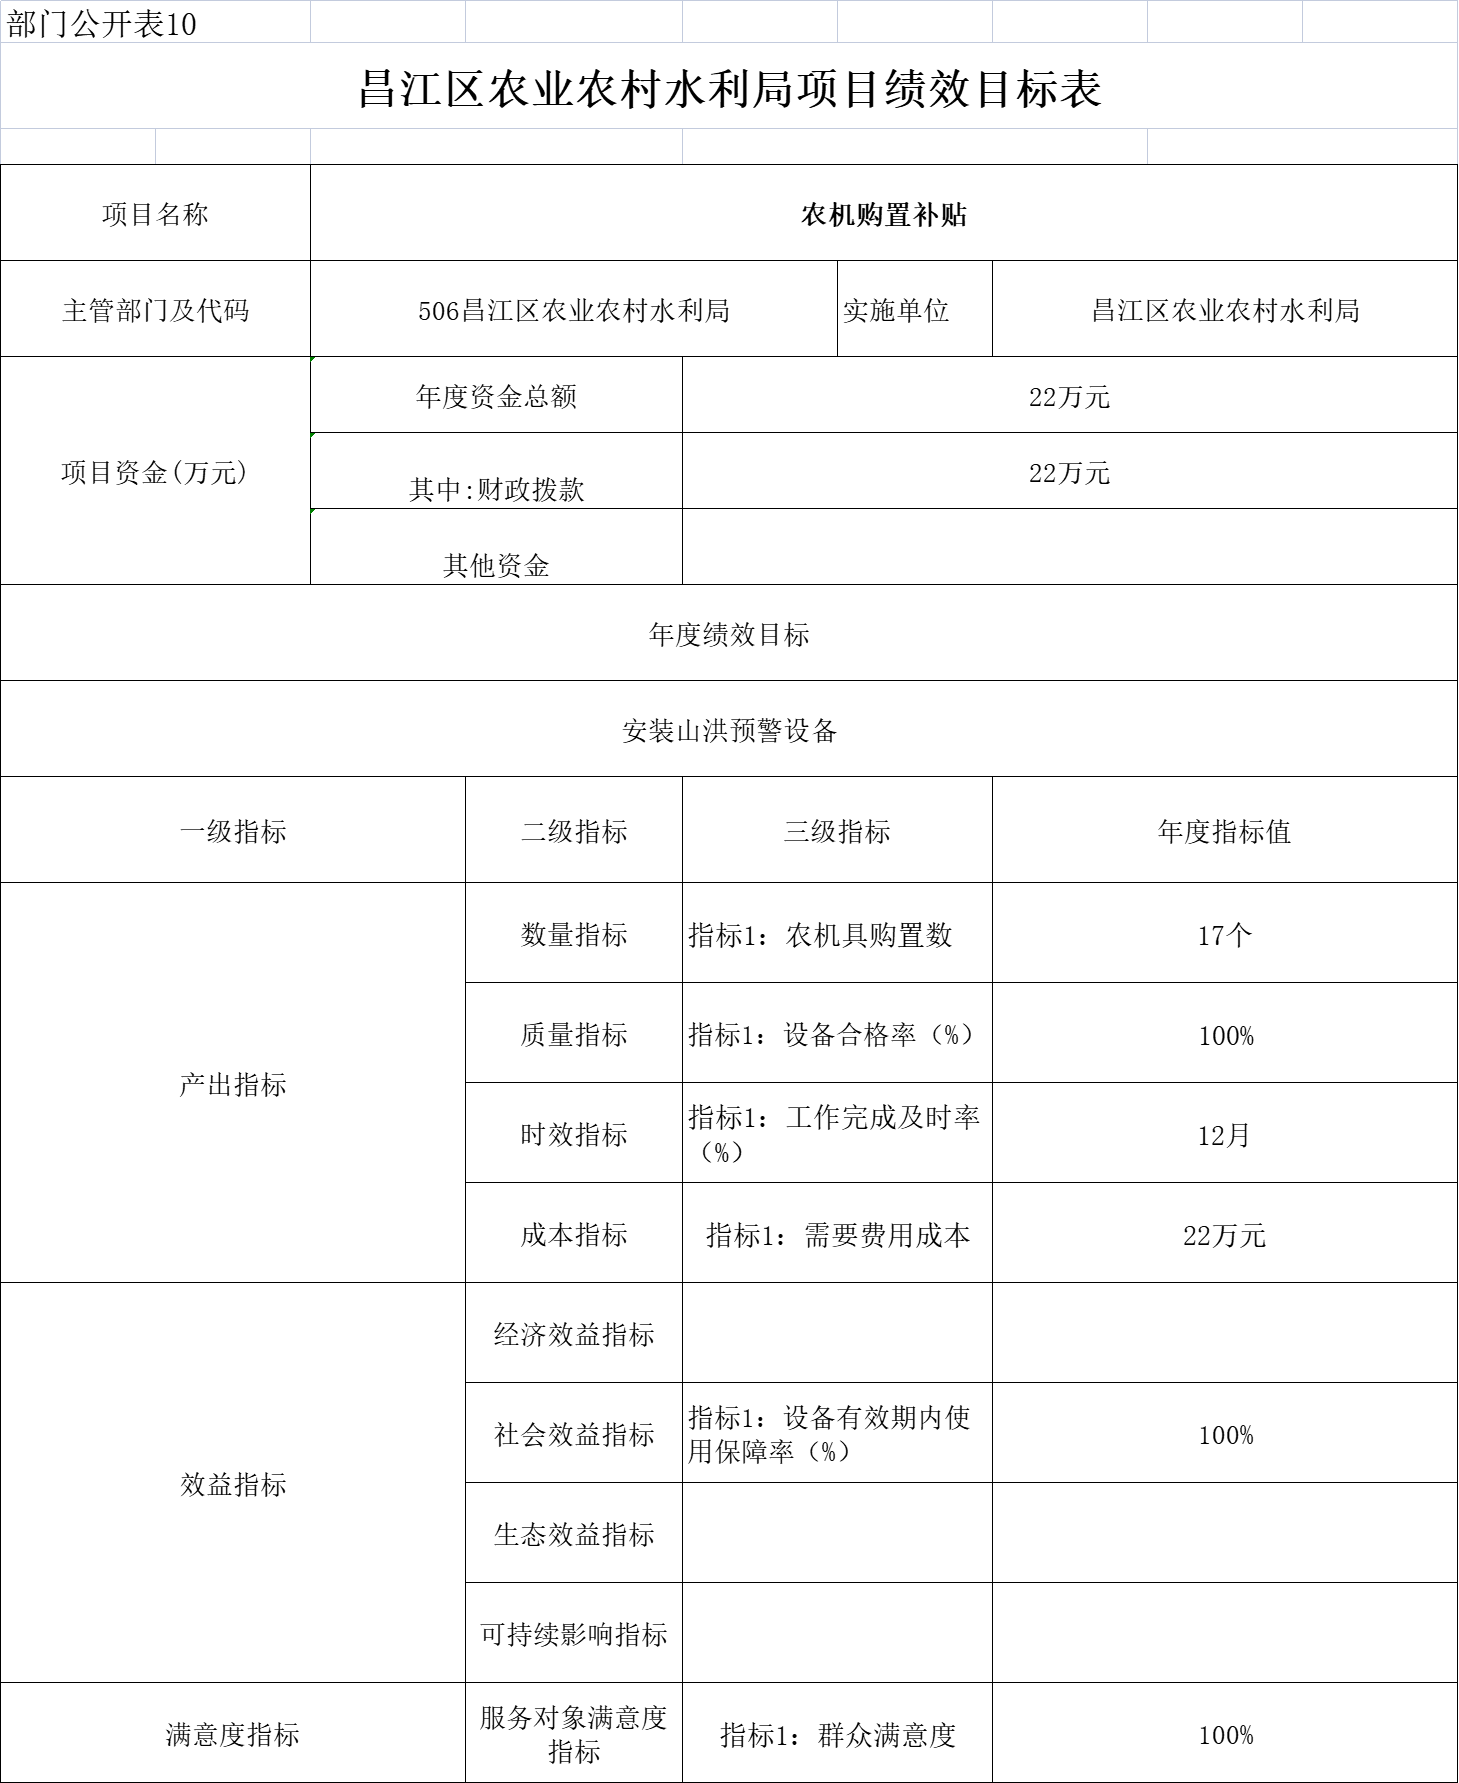 部门公开表10
昌江区农业农村水利局项目绩效目标表
项目名称
农机购置补贴
主管部门及代码
506昌江区农业农村水利局
实施单位
昌江区农业农村水利局
项目资金(万元)
年度资金总额
22万元
其中:财政拨款
22万元
其他资金
年度绩效目标
安装山洪预警设备
一级指标
二级指标
三级指标
年度指标值
产出指标
数量指标
指标1：农机具购置数
17个
质量指标
指标1：设备合格率（%）
100%
时效指标
指标1：工作完成及时率
（%）
12月
成本指标
指标1：需要费用成本
22万元
效益指标
经济效益指标
社会效益指标
指标1：设备有效期内使
用保障率（%）
100%
生态效益指标
可持续影响指标
满意度指标
服务对象满意度
指标
指标1：群众满意度
100%